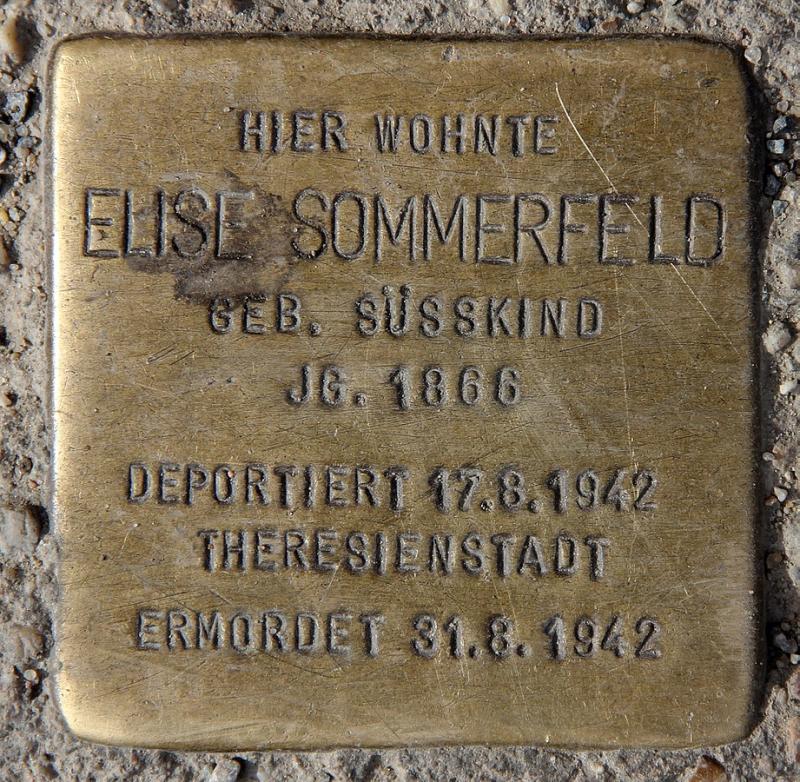 HIER WOHNTE
ELISE SOMMERFELD
GEB. SÜSSKIND
JG. 1866
DEPORTIERT 17.8.1942
THERESIENSTADT
ERMORDET 31.8.1942